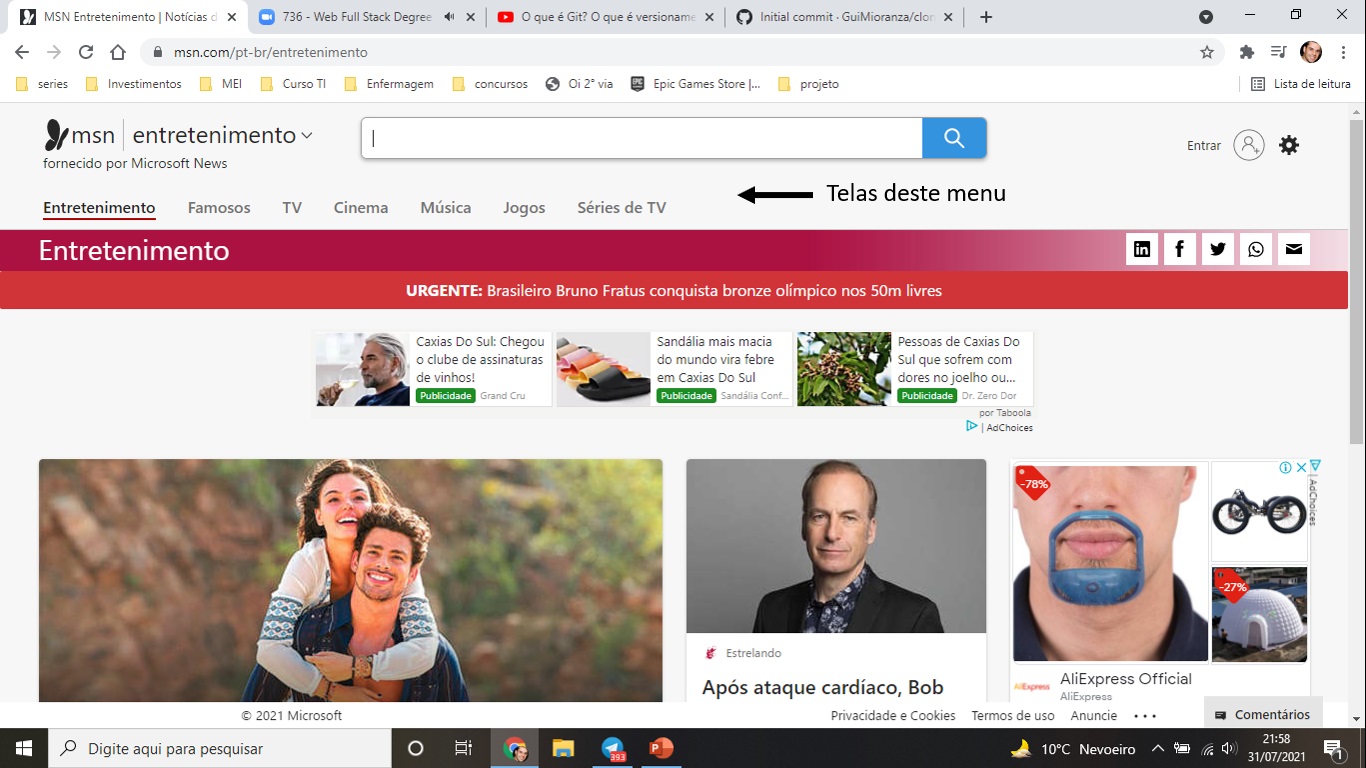 MSN Entretenimento | Notícias d
736 - Web Full Stack Degree
O que é Git? O que é versioname
Initial commit · GuiMioranza/clon
msn.com/pt-br/entretenimento
series
Investimentos
MEI
Curso TI
Enfermagem
concursos
Oi 2° via
EPIC
Epic Games Store |...
projeto
Lista de leitura
msn
entretenimento
fornecido por Microsoft News
Entrar
Telas deste menu
Entretenimento
Famosos
TV
Cinema
Música
Jogos
Séries de TV
Entretenimento
URGENTE: Brasileiro Bruno Fratus conquista bronze olímpico nos 50m livres
Caxias Do Sul: Chegou
o clube de assinaturas
de vinhos!
Publicidade Grand Cru
Sandália mais macia
do mundo vira febre
em Caxias Do Sul
Publicidade Sandália Conf...
Pessoas de Caxias Do
Sul que sofrem com
dores no joelho ou...
Publicidade Dr. Zero Dor
por Taboola
| AdChoices
-78%
-27%
| AdChoices
Estrelando
Após ataque cardíaco, Bob
AliExpress
AliExpress Official
AliExpress
© 2021 Microsoft
Privacidade e Cookies
Termos de uso
Anuncie
Comentários
Digite aqui para pesquisar
393
10°C Nevoeiro
21:58
31/07/2021
1